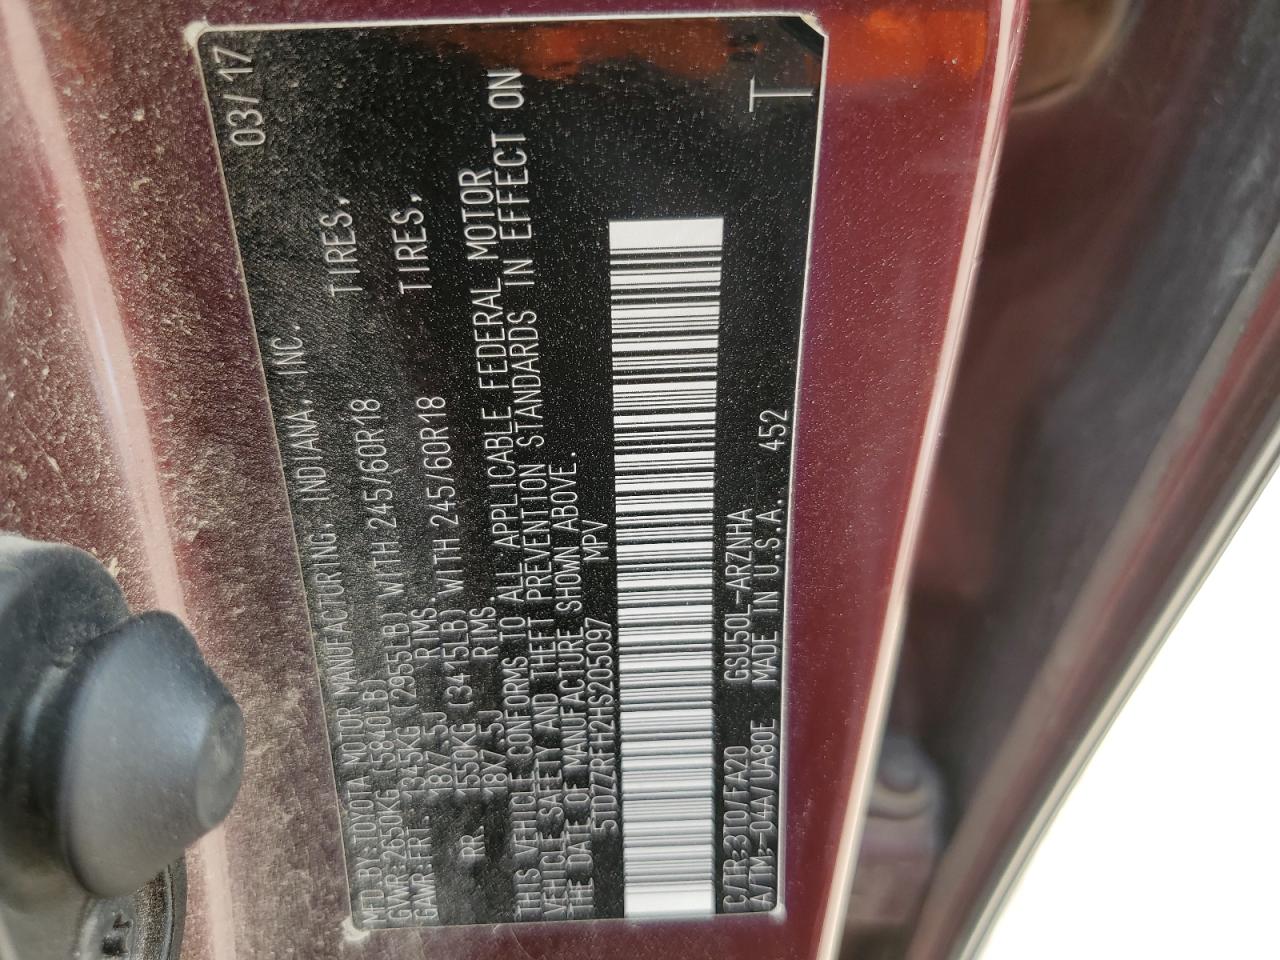 MFD BY: TOYOTA MOTOR MANUFACTURING, INDIANA, INC. 03/17
GVWR: 2650KG (5840LB)
GAWR: FRT. 1345KG (2955LB) WITH 245/60R18 TIRES,
18X7.5J RIMS
RR. 1550KG (3415LB) WITH 245/60R18 TIRES,
18X7.5J RIMS
THIS VEHICLE CONFORMS TO ALL APPLICABLE FEDERAL MOTOR
VEHICLE SAFETY AND THEFT PREVENTION STANDARDS IN EFFECT ON
THE DATE OF MANUFACTURE SHOWN ABOVE.
5TDZZRFH2HS205097 MPV
C/TR:3T0/FA20 GSU50L-ARZNHA
A/TM:-04A/UA80E MADE IN U.S.A. 452 T